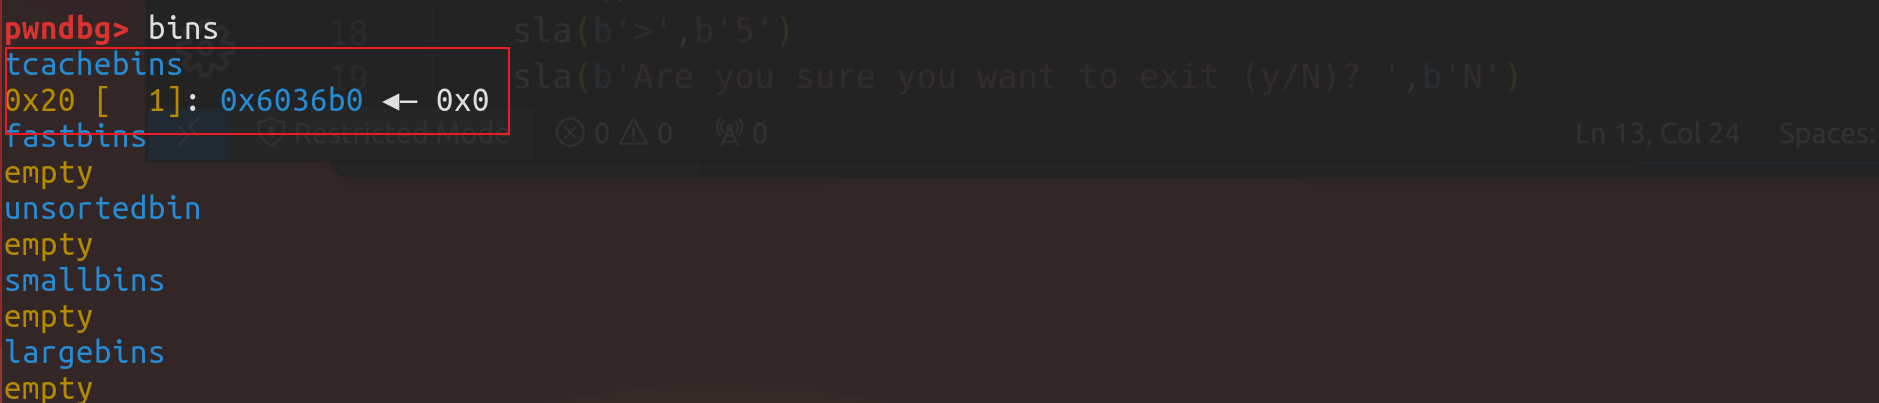 pwndbg> bins
18 sla(b'>',b'5')
tcachebins
19 sla(b'Are you sure you want to exit (y/N)? ',b'N')
0x20 [  1]: 0x6036b0 ◂— 0x0
fastbins Restricted Mode 0 0 0 Ln 13, Col 24 Spaces:
empty
unsortedbin
empty
smallbins
empty
largebins
empty